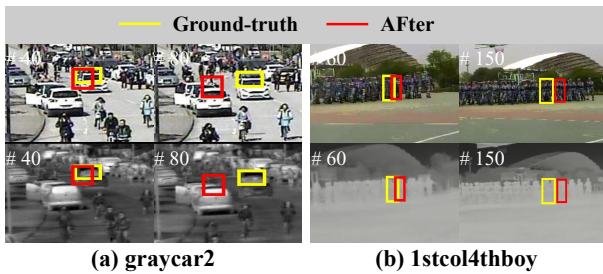 Ground-truth AFter
# 40 # 80 # 60 # 150
# 40 # 80 # 60 # 150
(a) graycar2 (b) 1stcol4thboy